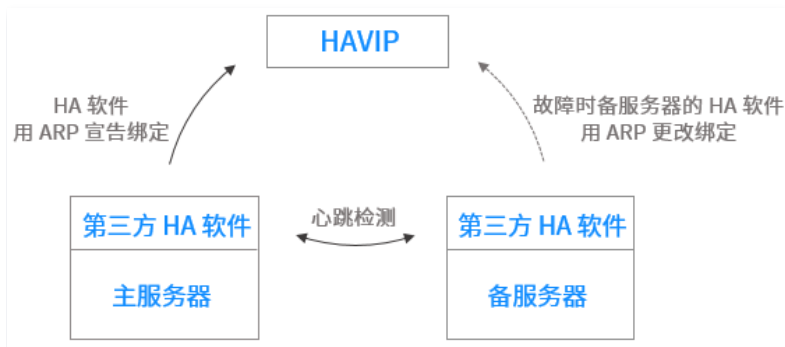 HAVIP
HA 软件
用 ARP 宣告绑定
故障时备服务器的 HA 软件
用 ARP 更改绑定
第三方 HA 软件
心跳检测
第三方 HA 软件
主服务器
备服务器